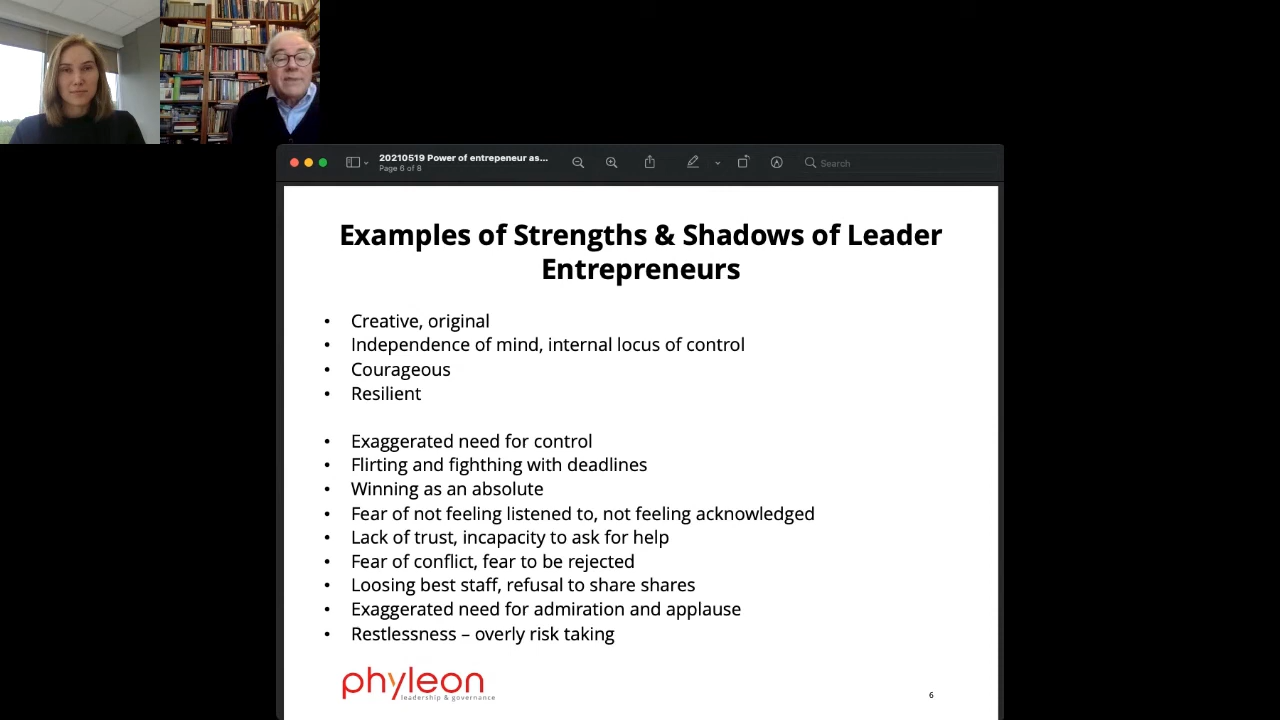 20210519 Power of entrepeneur as...
Page 6 of 8
Search
Examples of Strengths & Shadows of Leader
Entrepreneurs
• Creative, original
• Independence of mind, internal locus of control
• Courageous
• Resilient
• Exaggerated need for control
• Flirting and fighthing with deadlines
• Winning as an absolute
• Fear of not feeling listened to, not feeling acknowledged
• Lack of trust, incapacity to ask for help
• Fear of conflict, fear to be rejected
• Loosing best staff, refusal to share shares
• Exaggerated need for admiration and applause
• Restlessness – overly risk taking
phyleon
leadership & governance
6